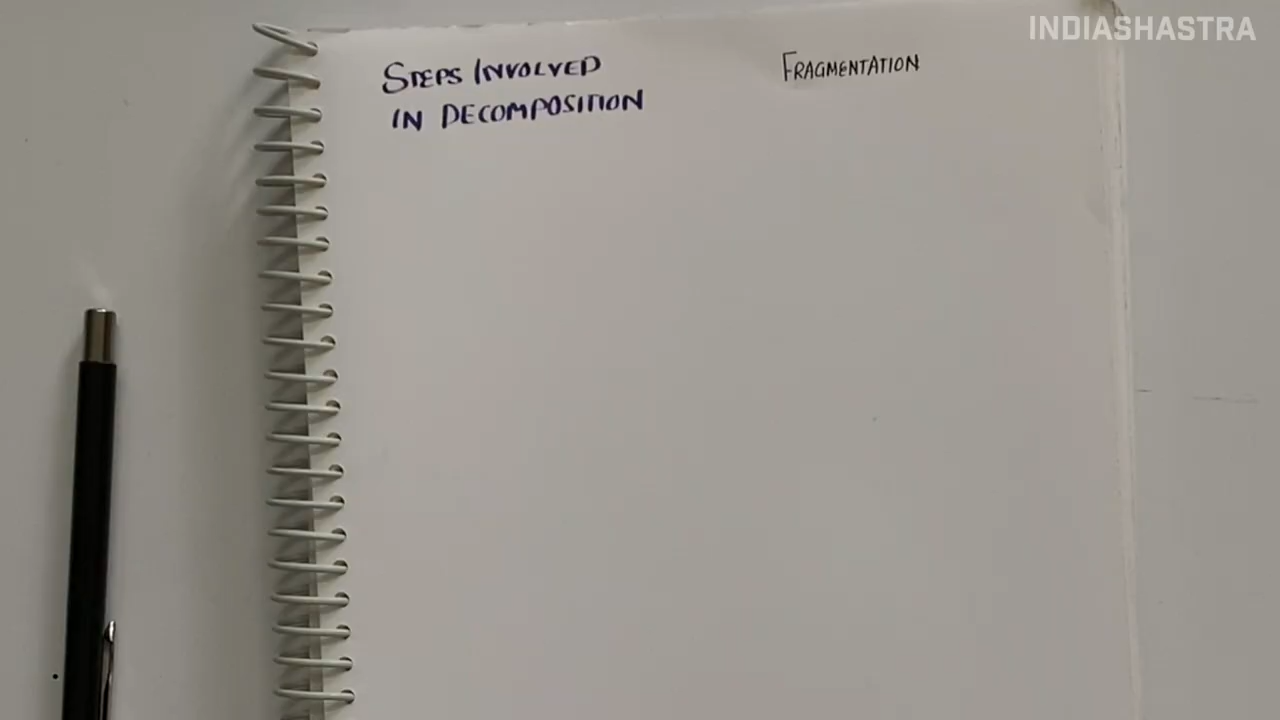 INDIASHASTRA
STEPS INVOLVED
IN DECOMPOSITION
FRAGMENTATION